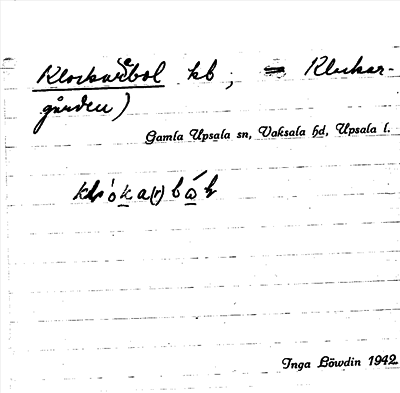 Klockarbol kb, = Klockar-
gården)
Gamla Upsala sn, Vaksala hd, Upsala l.
Inga Löwdin 1942